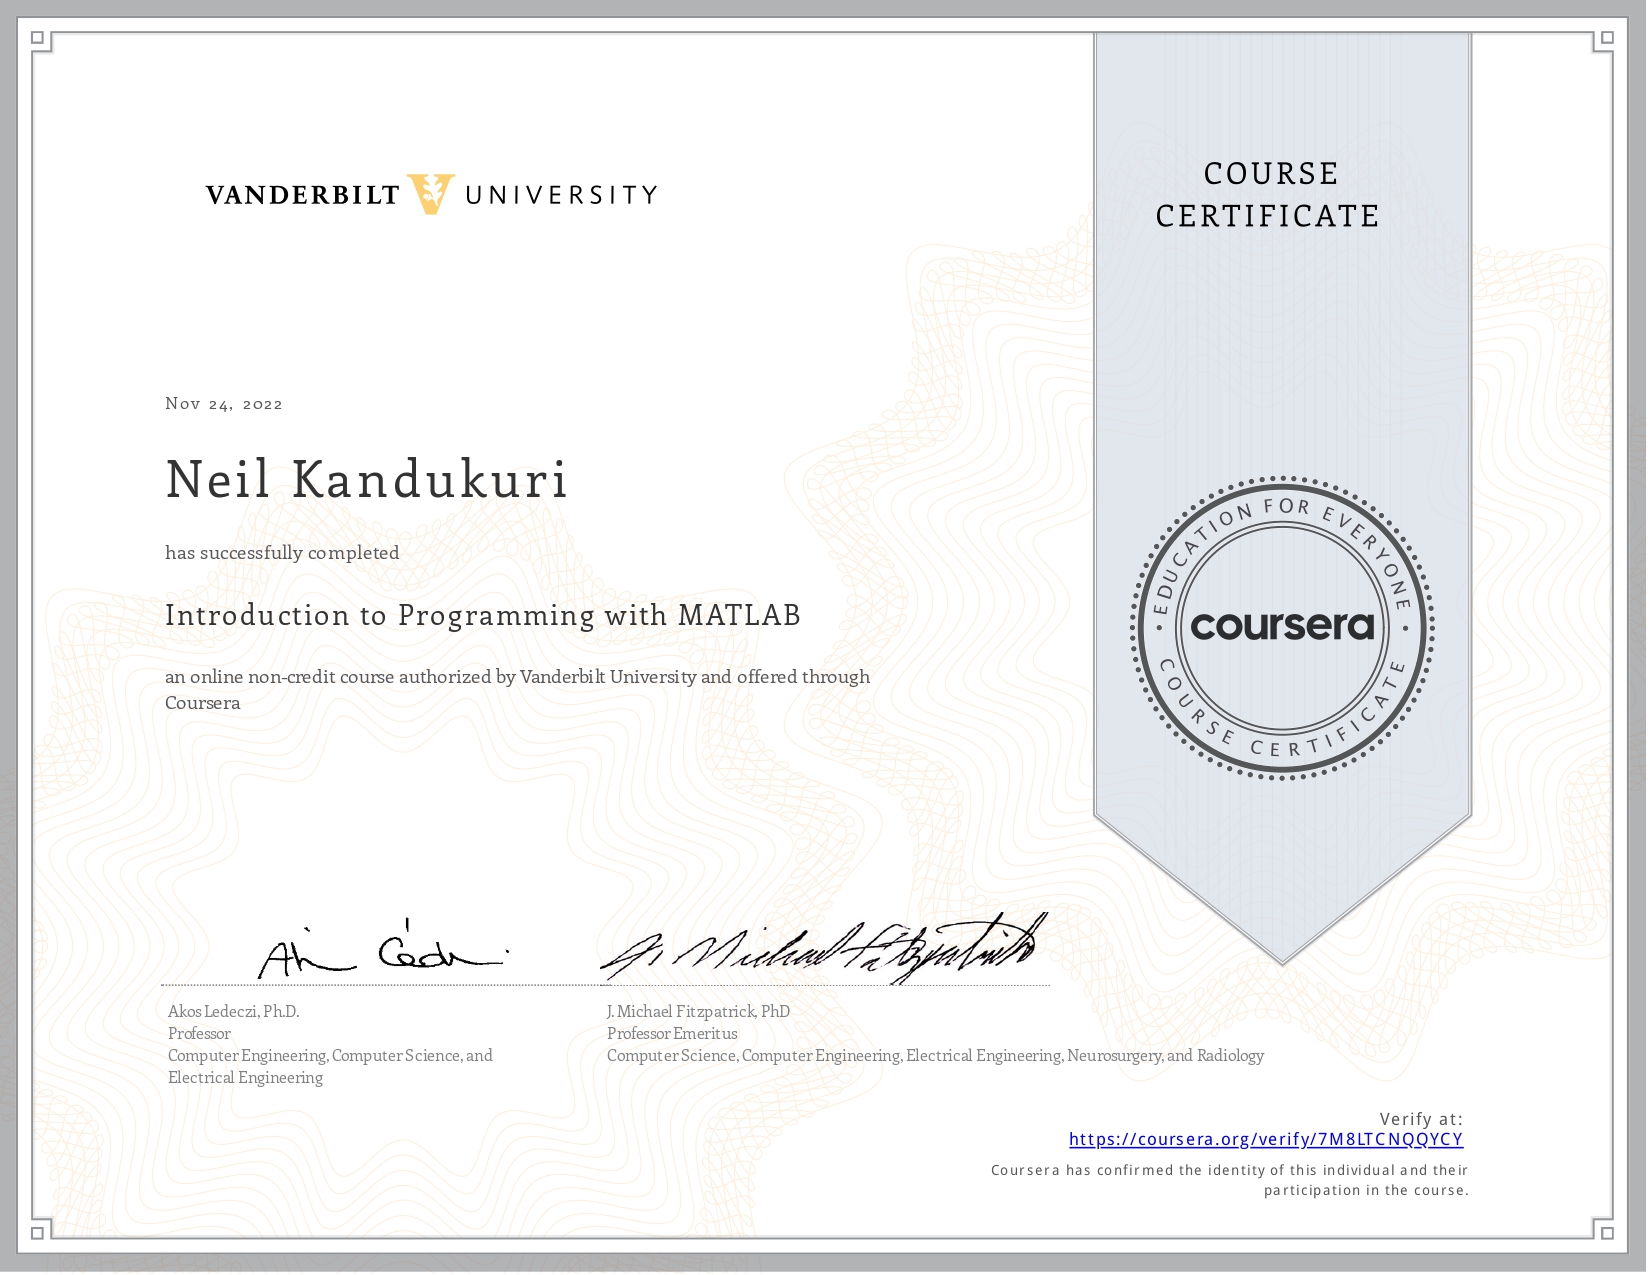 VANDERBILT UNIVERSITY
COURSE
CERTIFICATE
Nov 24, 2022
Neil Kandukuri
has successfully completed
Introduction to Programming with MATLAB
an online non-credit course authorized by Vanderbilt University and offered through
Coursera
EDUCATION FOR EVERYONE
coursera
COURSE CERTIFICATE
J. Michael Fitzpatrick
Akos Ledeczi, Ph.D.
Professor
Computer Engineering, Computer Science, and
Electrical Engineering
J. Michael Fitzpatrick, PhD
Professor Emeritus
Computer Science, Computer Engineering, Electrical Engineering, Neurosurgery, and Radiology
Verify at:
https://coursera.org/verify/7M8LTCNQQYCY
Coursera has confirmed the identity of this individual and their
participation in the course.